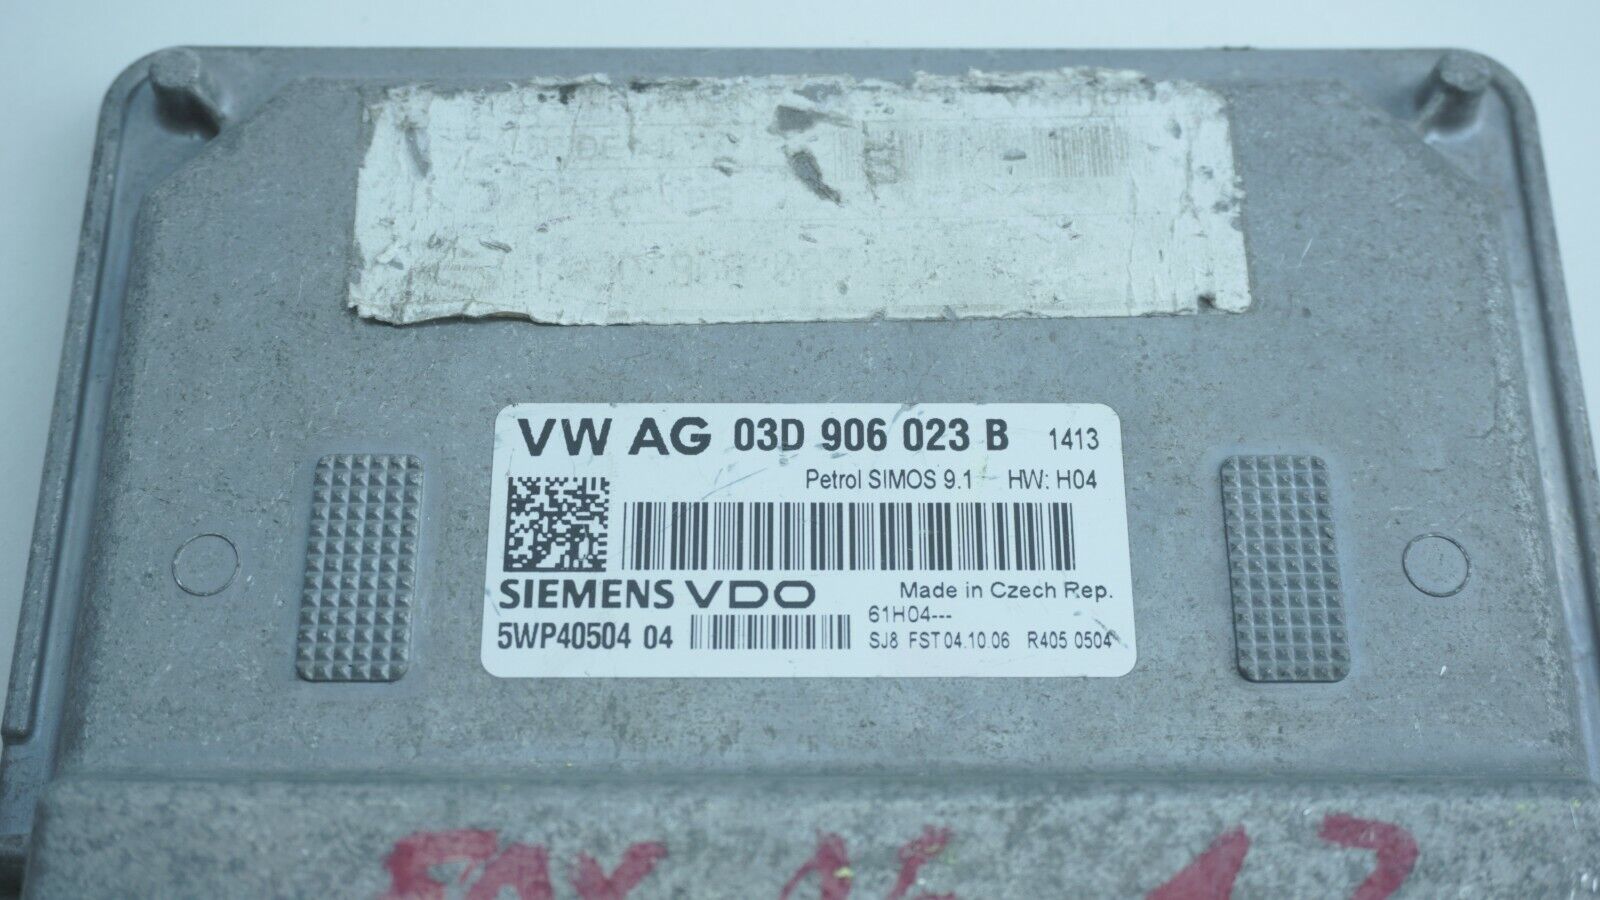 VW AG 03D 906 023 B 1413
Petrol SIMOS 9.1 HW: H04
SIEMENS VDO Made in Czech Rep.
61H04---
5WP40504 04 SJ8 FST 04.10.06 R405 0504